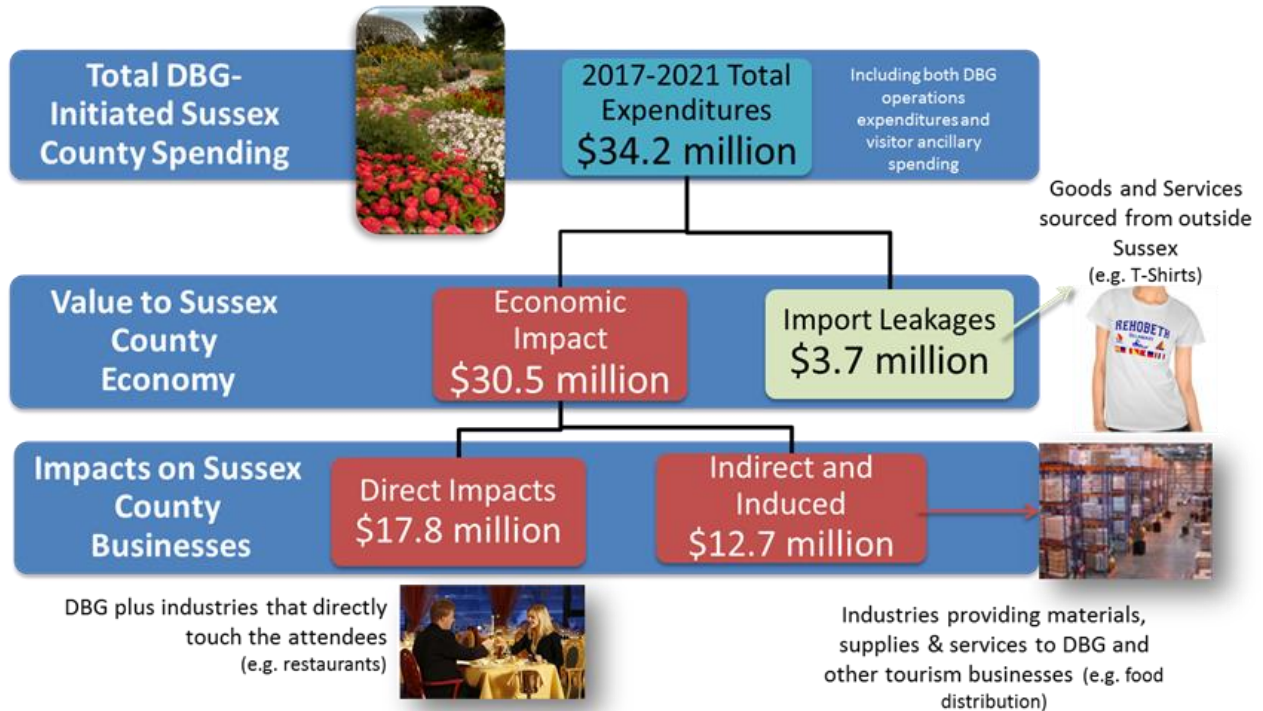 Total DBG-
Initiated Sussex
County Spending
2017-2021 Total
Expenditures
$34.2 million
Including both DBG
operations
expenditures and
visitor ancillary
spending
Goods and Services
sourced from outside
Sussex
(e.g. T-Shirts)
Value to Sussex
County
Economy
Economic
Impact
$30.5 million
Import Leakages
$3.7 million
REHOBETH
Impacts on Sussex
County
Businesses
Direct Impacts
$17.8 million
Indirect and
Induced
$12.7 million
DBG plus industries that directly
touch the attendees
(e.g. restaurants)
Industries providing materials,
supplies & services to DBG and
other tourism businesses (e.g. food
distribution)